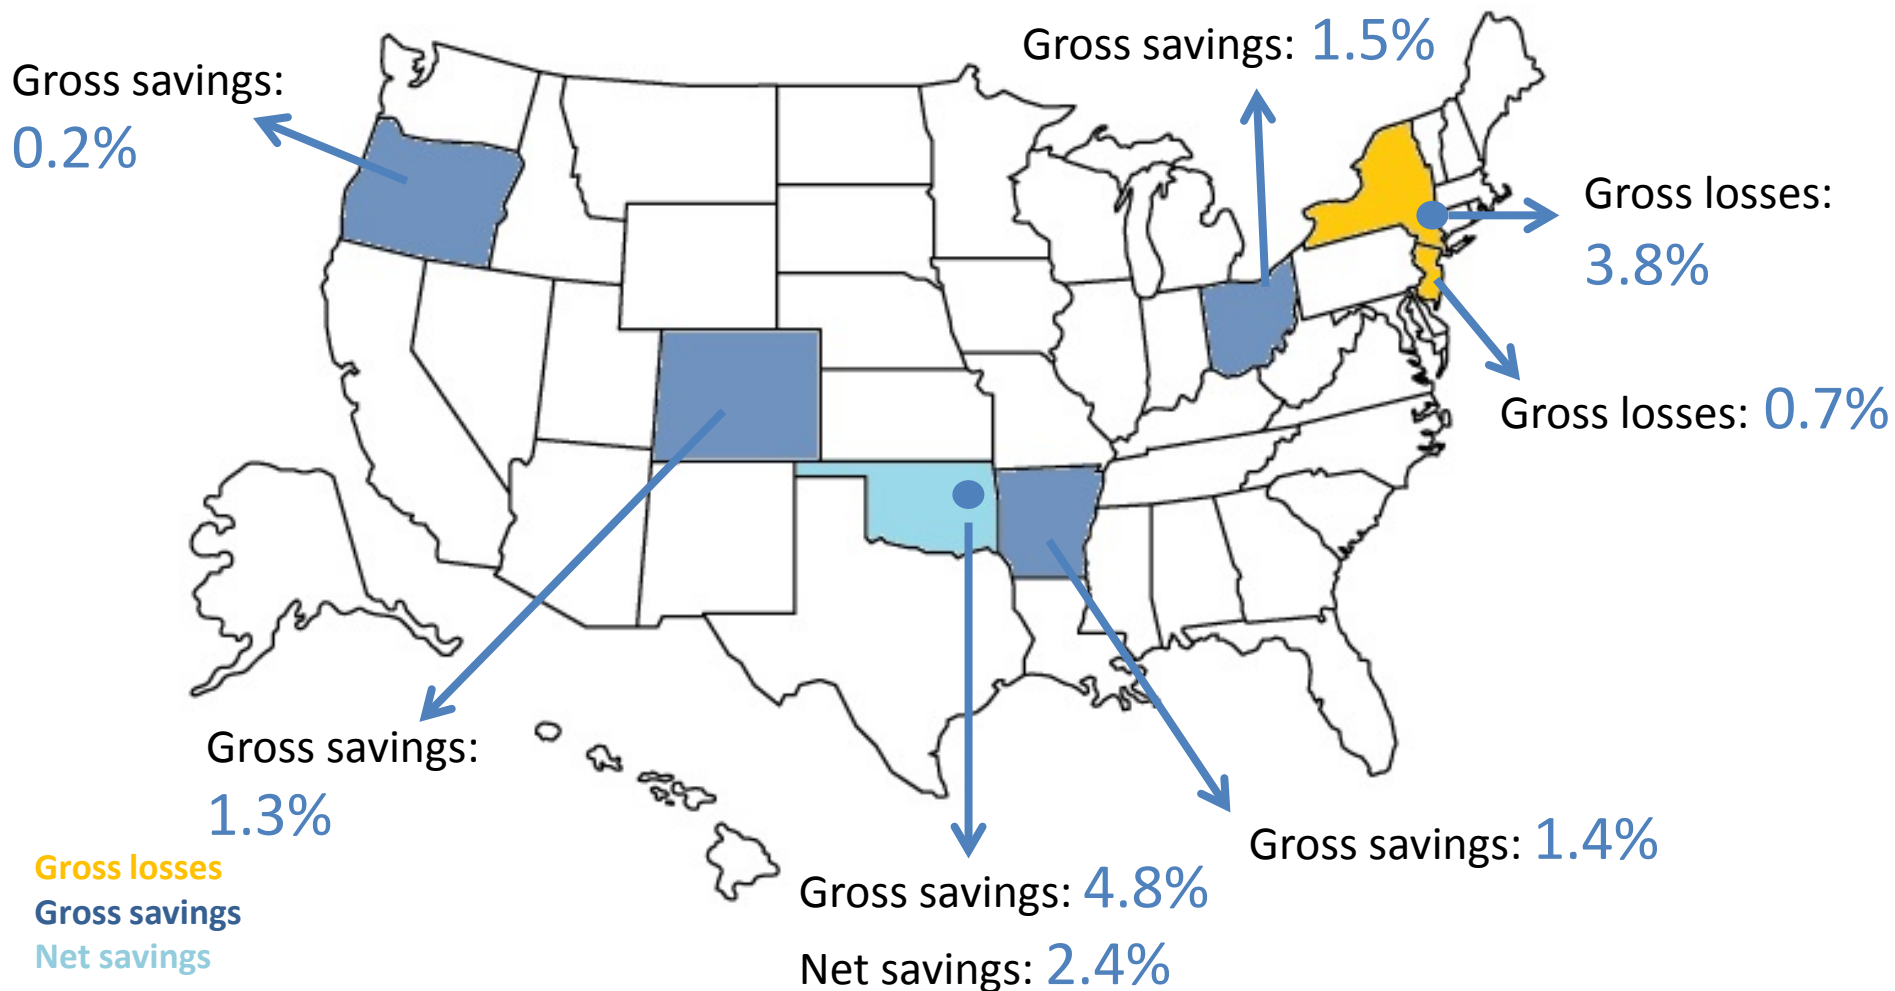 Gross savings: 1.5%
Gross savings:
0.2%
Gross losses:
3.8%
Gross losses: 0.7%
Gross savings:
1.3%
Gross savings: 1.4%
Gross savings: 4.8%
Net savings: 2.4%
Gross losses
Gross savings
Net savings